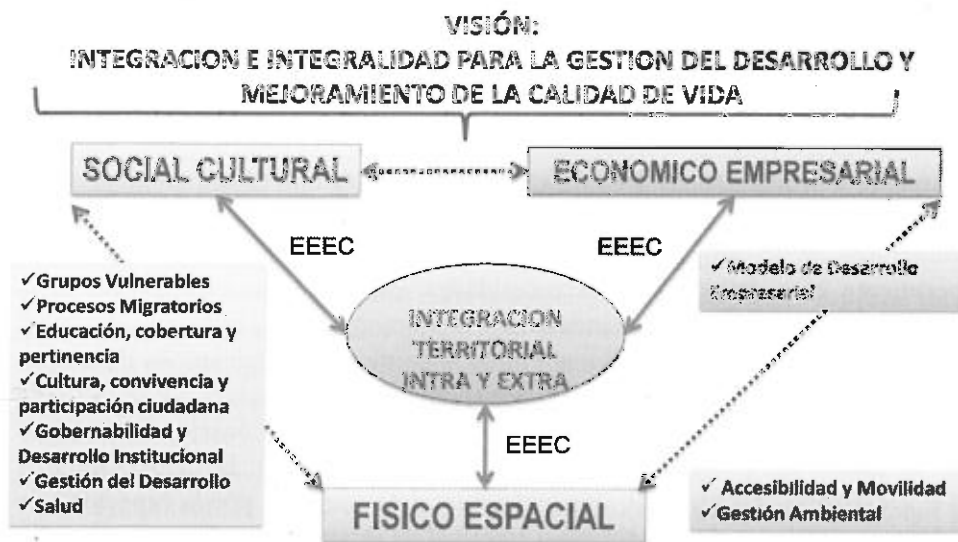 VISIÓN:
INTEGRACION E INTEGRALIDAD PARA LA GESTION DEL DESARROLLO Y
MEJORAMIENTO DE LA CALIDAD DE VIDA
SOCIAL CULTURAL
ECONOMICO EMPRESARIAL
EEEC
EEEC
✓Grupos Vulnerables
✓Procesos Migratorios
✓Educación, cobertura y
pertinencia
✓Cultura, convivencia y
participación ciudadana
✓Gobernabilidad y
Desarrollo Institucional
✓Gestión del Desarrollo
✓Salud
✓Modelo de Desarrollo
Empresarial
INTEGRACION
TERRITORIAL
INTRA Y EXTRA
EEEC
FISICO ESPACIAL
✓Accesibilidad y Movilidad
✓Gestión Ambiental